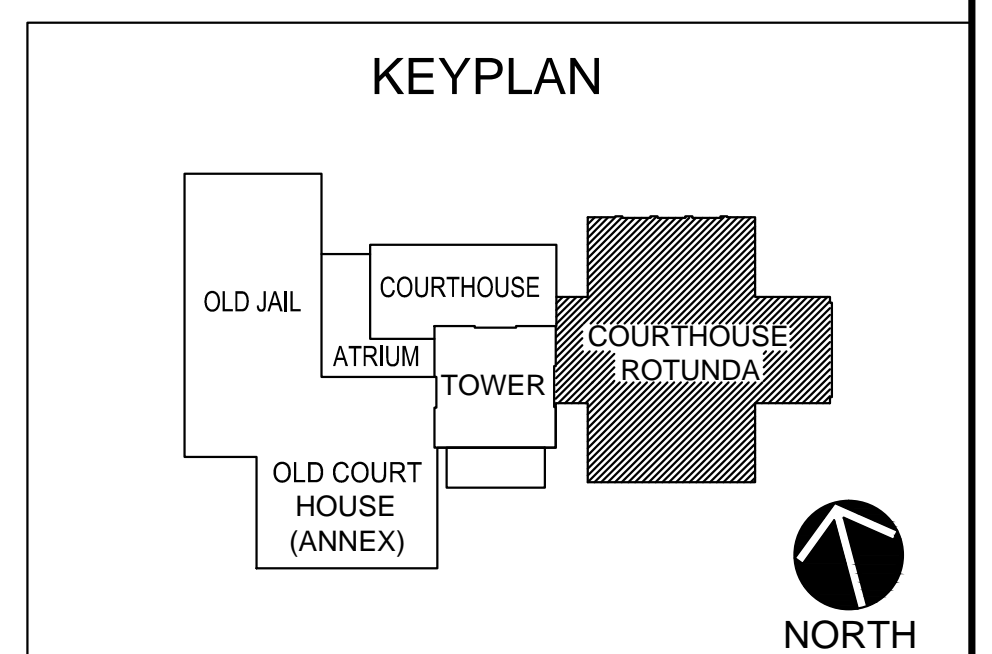 KEYPLAN
OLD JAIL
COURTHOUSE
ATRIUM
TOWER
COURTHOUSE
ROTUNDA
OLD COURT
HOUSE
(ANNEX)
NORTH